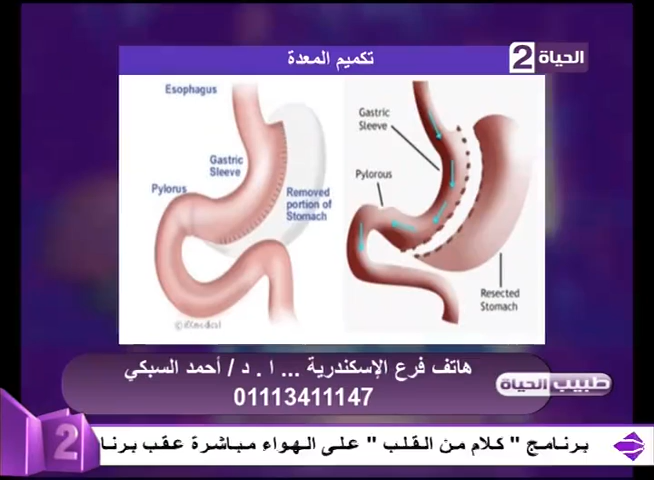 تكميم المعدة
الحياة 2
Esophagus
Gastric
Sleeve
Pylorus
Removed
portion of
Stomach
Gastric
Sleeve
Pylorous
Resected
Stomach
هاتف فرع الإسكندرية ... ا . د / أحمد السبكي
01113411147
طبيب الحياة
برنامج " كلام من القلب " على الهواء مباشرة عقب برنا
2